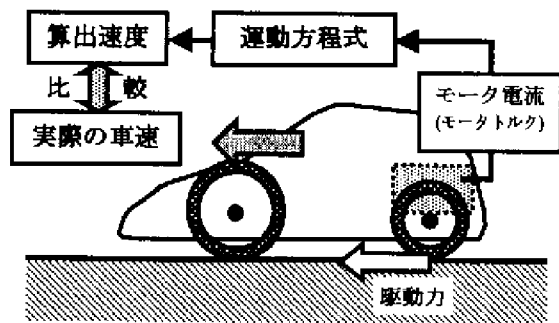 算出速度
運動方程式
比 較
実際の車速
モータ電流
(モータトルク)
駆動力